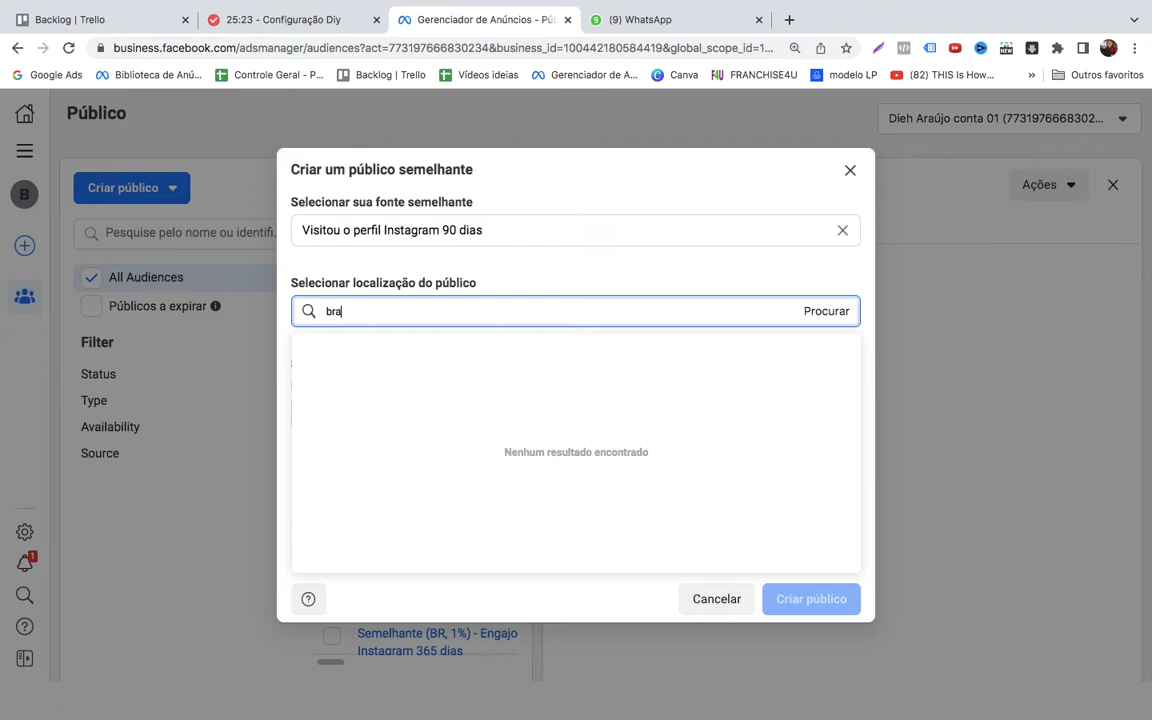 Backlog | Trello
25:23 - Configuração Diy
Gerenciador de Anúncios - Púb
(9) WhatsApp
business.facebook.com/adsmanager/audiences?act=773197666830234&business_id=100442180584419&global_scope_id=1...
Google Ads
Biblioteca de Anú...
Controle Geral - P...
Backlog | Trello
Vídeos ideias
Gerenciador de A...
Canva
FRANCHISE4U
modelo LP
(82) THIS Is How...
»
Outros favoritos
Público
Dieh Araújo conta 01 (7731976668302...
Criar público
Ações
Pesquise pelo nome ou identifi.
All Audiences
Públicos a expirar
Filter
Status
Type
Availability
Source
B
1
Criar um público semelhante
Selecionar sua fonte semelhante
Visitou o perfil Instagram 90 dias
Selecionar localização do público
bra
Procurar
Nenhum resultado encontrado
Cancelar
Criar público
Semelhante (BR, 1%) - Engajo
Instagram 365 dias